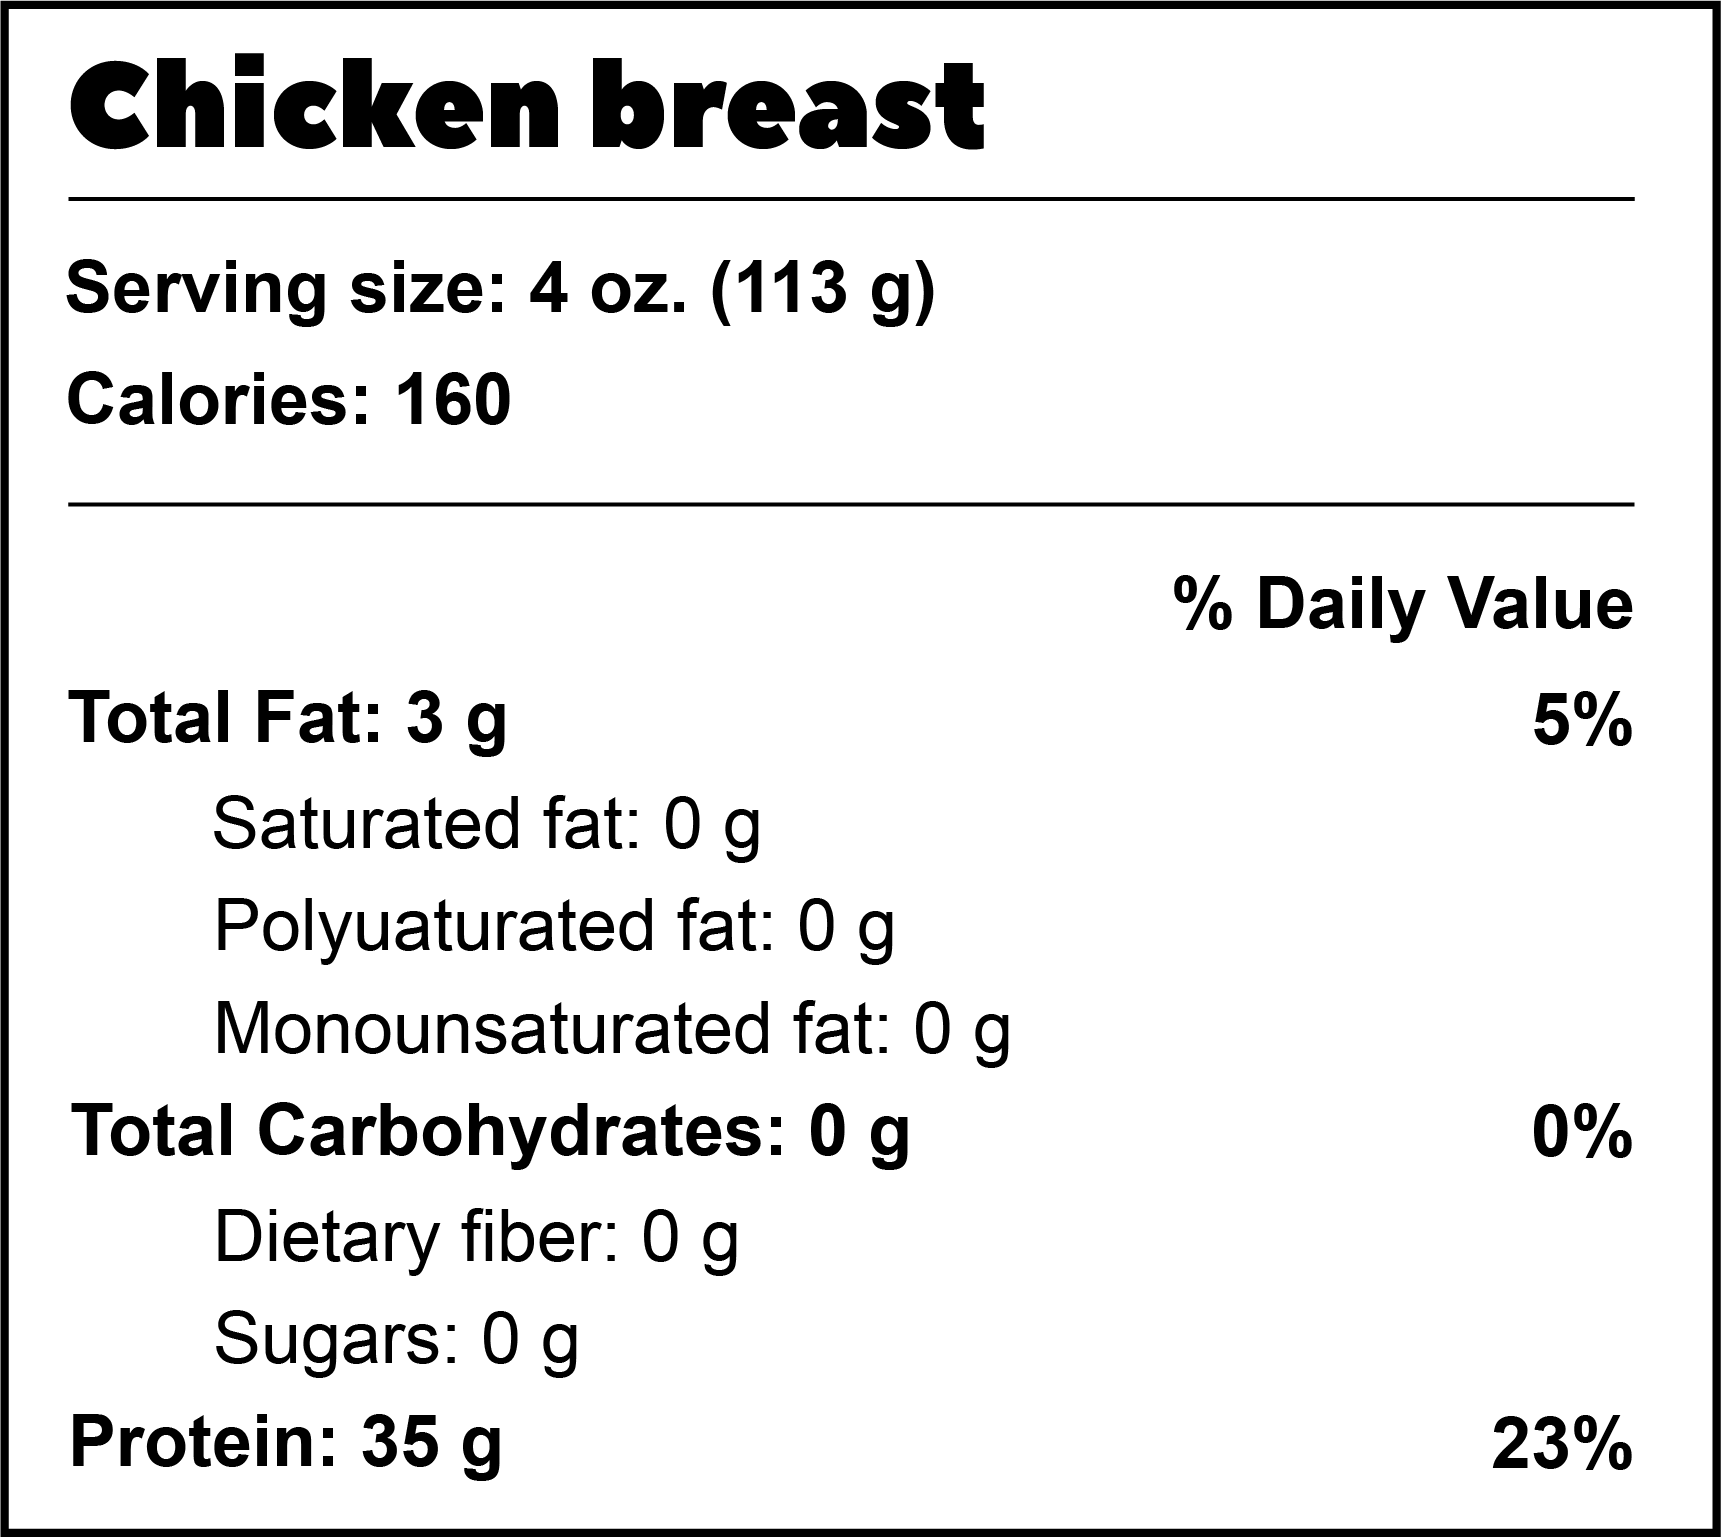 Chicken breast
Serving size: 4 oz. (113 g)
Calories: 160
% Daily Value
Total Fat: 3 g 5%
Saturated fat: 0 g
Polyuaturated fat: 0 g
Monounsaturated fat: 0 g
Total Carbohydrates: 0 g 0%
Dietary fiber: 0 g
Sugars: 0 g
Protein: 35 g 23%